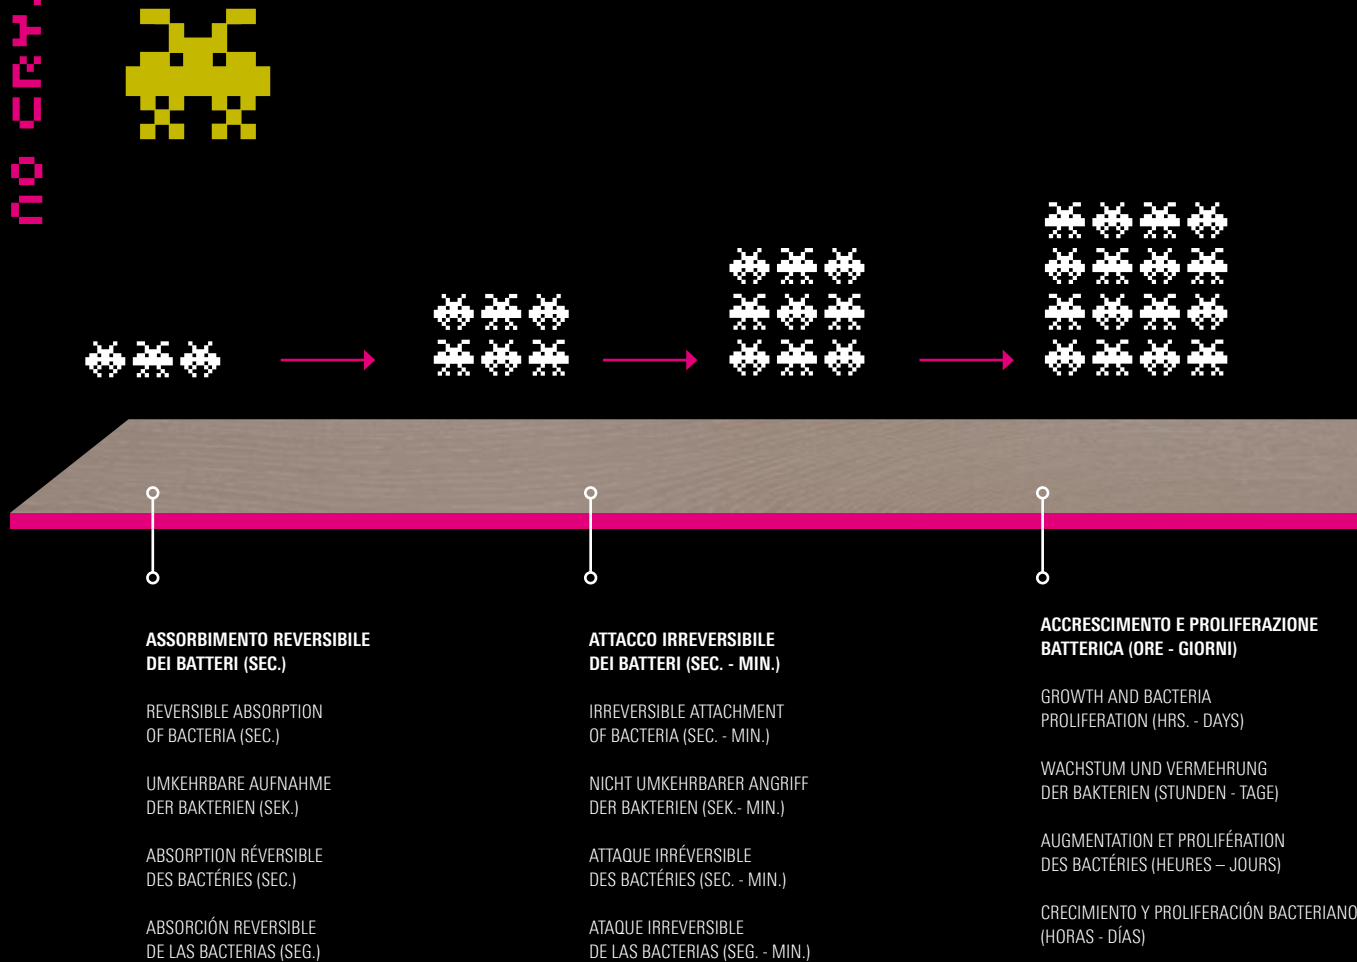 ASSORBIMENTO REVERSIBILE
DEI BATTERI (SEC.)
REVERSIBLE ABSORPTION
OF BACTERIA (SEC.)
UMKEHRBARE AUFNAHME
DER BAKTERIEN (SEK.)
ABSORPTION RÉVERSIBLE
DES BACTÉRIES (SEC.)
ABSORCIÓN REVERSIBLE
DE LAS BACTERIAS (SEG.)
ATTACCO IRREVERSIBILE
DEI BATTERI (SEC. - MIN.)
IRREVERSIBLE ATTACHMENT
OF BACTERIA (SEC. - MIN.)
NICHT UMKEHRBARER ANGRIFF
DER BAKTERIEN (SEK.- MIN.)
ATTAQUE IRRÉVERSIBLE
DES BACTÉRIES (SEC. - MIN.)
ATAQUE IRREVERSIBLE
DE LAS BACTERIAS (SEG. - MIN.)
ACCRESCIMENTO E PROLIFERAZIONE
BATTERICA (ORE - GIORNI)
GROWTH AND BACTERIA
PROLIFERATION (HRS. - DAYS)
WACHSTUM UND VERMEHRUNG
DER BAKTERIEN (STUNDEN - TAGE)
AUGMENTATION ET PROLIFÉRATION
DES BACTÉRIES (HEURES – JOURS)
CRECIMIENTO Y PROLIFERACIÓN BACTERIANO
(HORAS - DÍAS)